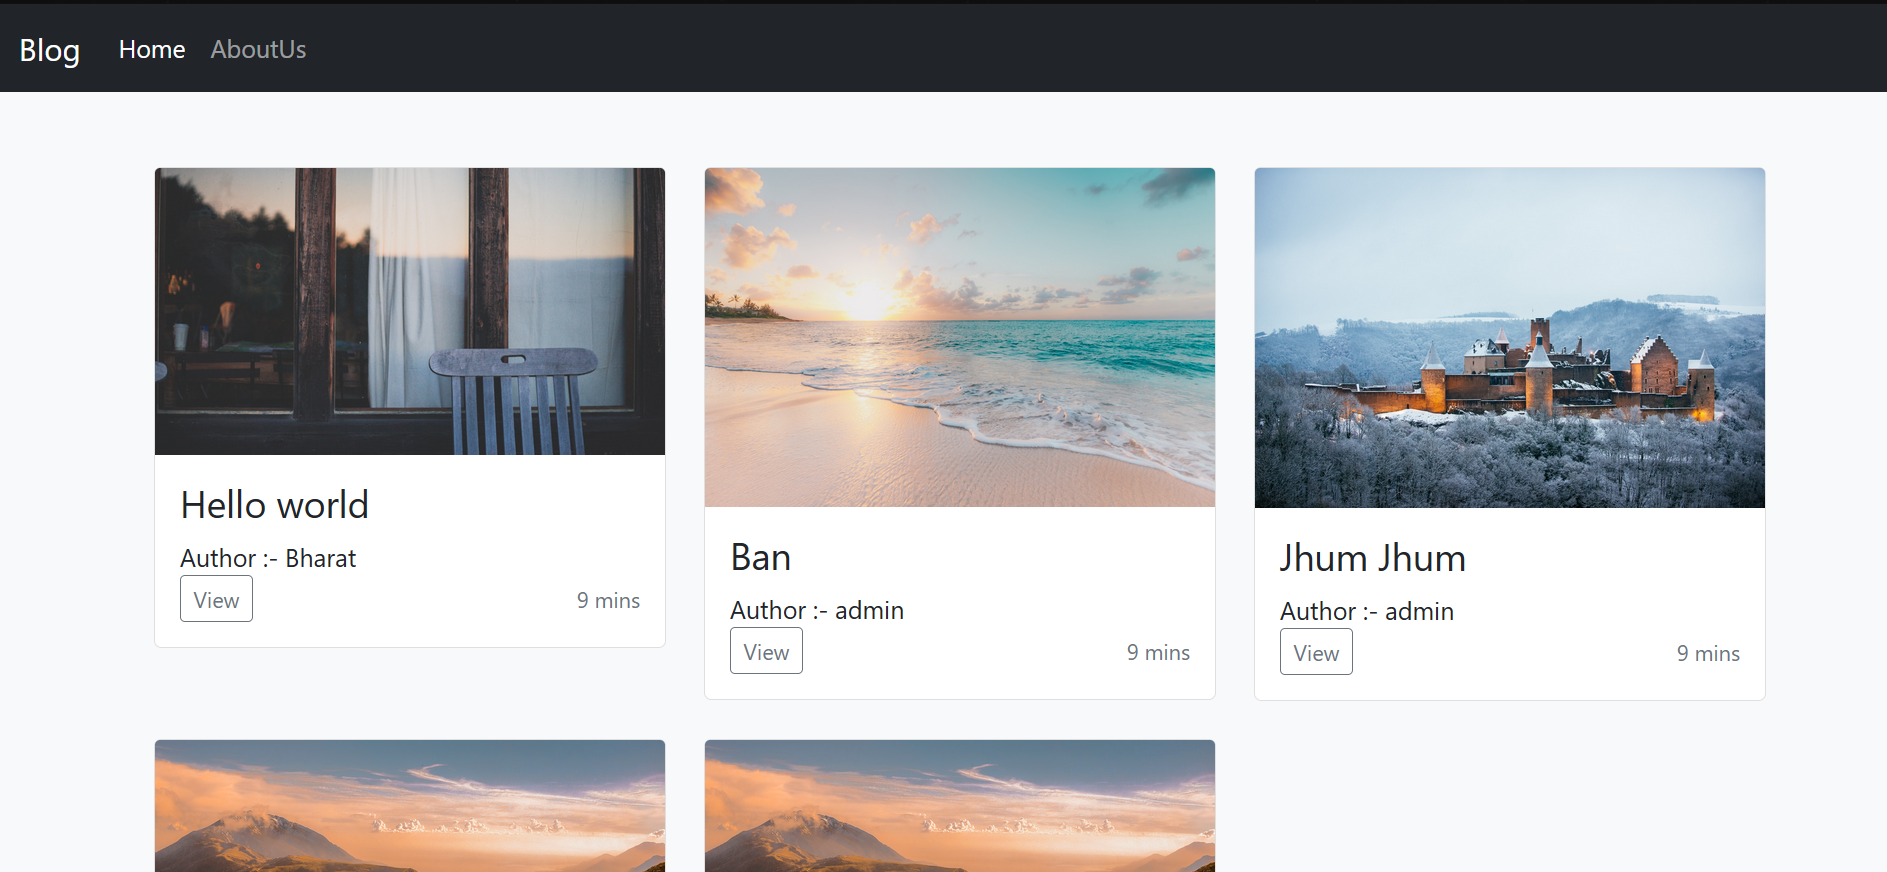 Blog Home AboutUs
Hello world
Author :- Bharat
View 9 mins
Ban
Author :- admin
View 9 mins
Jhum Jhum
Author :- admin
View 9 mins